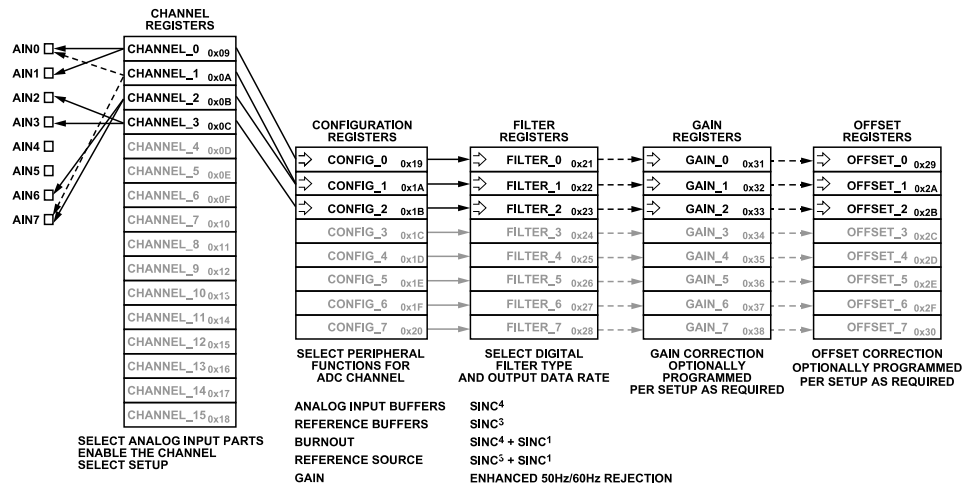 CHANNEL
REGISTERS
AIN0
AIN1
AIN2
AIN3
AIN4
AIN5
AIN6
AIN7
CHANNEL_0 0x09
CHANNEL_1 0x0A
CHANNEL_2 0x0B
CHANNEL_3 0x0C
CHANNEL_4 0x0D
CHANNEL_5 0x0E
CHANNEL_6 0x0F
CHANNEL_7 0x10
CHANNEL_8 0x11
CHANNEL_9 0x12
CHANNEL_10 0x13
CHANNEL_11 0x14
CHANNEL_12 0x15
CHANNEL_13 0x16
CHANNEL_14 0x17
CHANNEL_15 0x18
SELECT ANALOG INPUT PARTS
ENABLE THE CHANNEL
SELECT SETUP
CONFIGURATION
REGISTERS
CONFIG_0 0x19
CONFIG_1 0x1A
CONFIG_2 0x1B
CONFIG_3 0x1C
CONFIG_4 0x1D
CONFIG_5 0x1E
CONFIG_6 0x1F
CONFIG_7 0x20
SELECT PERIPHERAL
FUNCTIONS FOR
ADC CHANNEL
ANALOG INPUT BUFFERS
REFERENCE BUFFERS
BURNOUT
REFERENCE SOURCE
GAIN
FILTER
REGISTERS
FILTER_0 0x21
FILTER_1 0x22
FILTER_2 0x23
FILTER_3 0x24
FILTER_4 0x25
FILTER_5 0x26
FILTER_6 0x27
FILTER_7 0x28
SELECT DIGITAL
FILTER TYPE
AND OUTPUT DATA RATE
SINC⁴
SINC³
SINC⁴ + SINC¹
SINC³ + SINC¹
ENHANCED 50Hz/60Hz REJECTION
GAIN
REGISTERS
GAIN_0 0x31
GAIN_1 0x32
GAIN_2 0x33
GAIN_3 0x34
GAIN_4 0x35
GAIN_5 0x36
GAIN_6 0x37
GAIN_7 0x38
GAIN CORRECTION
OPTIONALLY
PROGRAMMED
PER SETUP AS REQUIRED
OFFSET
REGISTERS
OFFSET_0 0x29
OFFSET_1 0x2A
OFFSET_2 0x2B
OFFSET_3 0x2C
OFFSET_4 0x2D
OFFSET_5 0x2E
OFFSET_6 0x2F
OFFSET_7 0x30
OFFSET CORRECTION
OPTIONALLY PROGRAMMED
PER SETUP AS REQUIRED